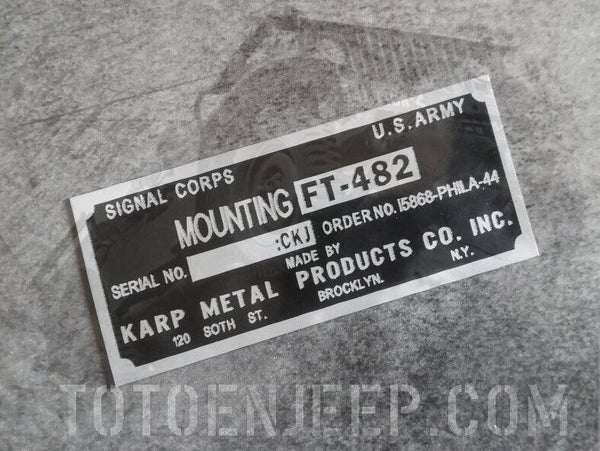 SIGNAL CORPS U.S. ARMY
MOUNTING FT-482
SERIAL NO. :CKJ ORDER NO. 15868-PHILA-44
MADE BY
KARP METAL PRODUCTS CO. INC.
120 SOTH ST. BROCKLYN. N.Y.
TOTOENJEEP.COM